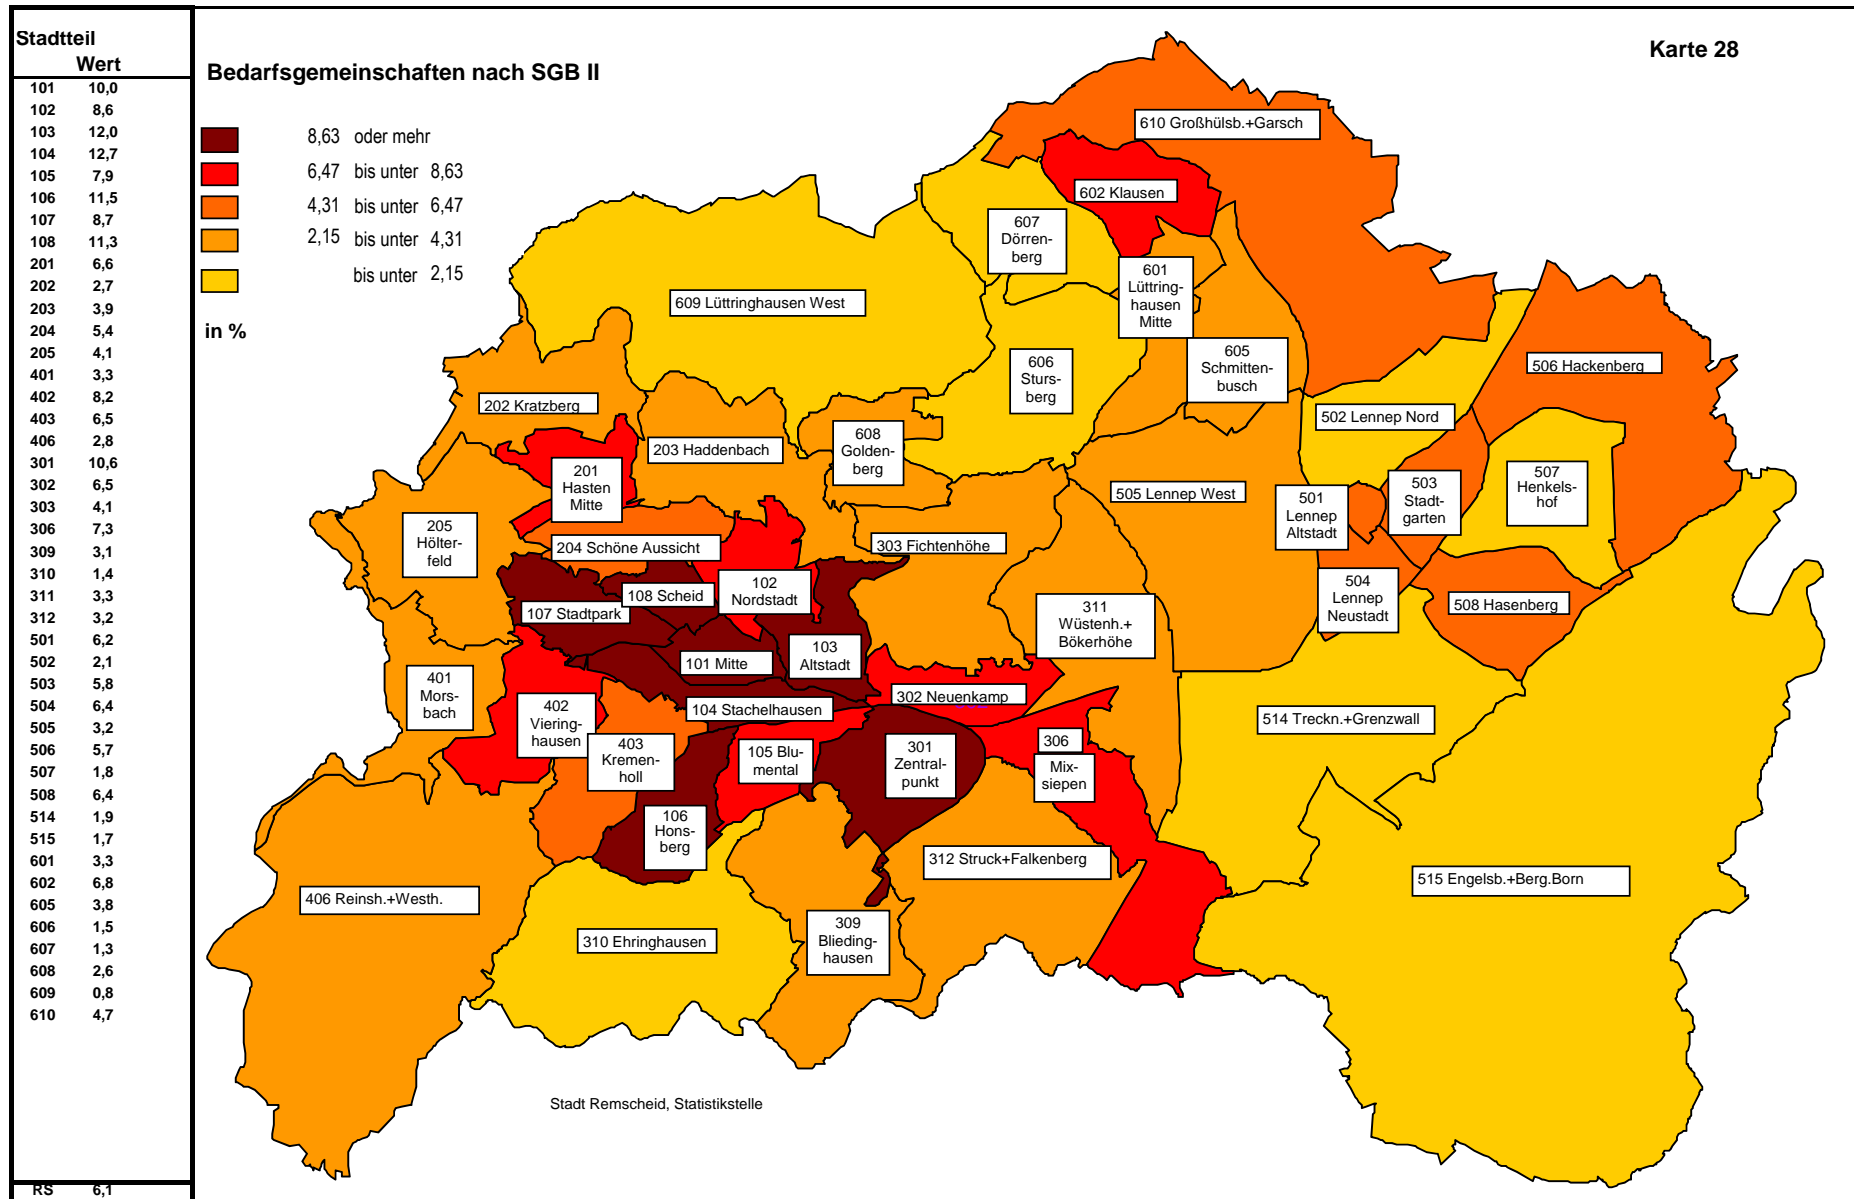 Stadtteil
Wert
101 10,0
102 8,6
103 12,0
104 12,7
105 7,9
106 11,5
107 8,7
108 11,3
201 6,6
202 2,7
203 3,9
204 5,4
205 4,1
401 3,3
402 8,2
403 6,5
406 2,8
301 10,6
302 6,5
303 4,1
306 7,3
309 3,1
310 1,4
311 3,3
312 3,2
501 6,2
502 2,1
503 5,8
504 6,4
505 3,2
506 5,7
507 1,8
508 6,4
514 1,9
515 1,7
601 3,3
602 6,8
605 3,8
606 1,5
607 1,3
608 2,6
609 0,8
610 4,7
RS 6,1
Bedarfsgemeinschaften nach SGB II
Karte 28
8,63 oder mehr
6,47 bis unter 8,63
4,31 bis unter 6,47
2,15 bis unter 4,31
bis unter 2,15
in %
610 Großhülsb.+Garsch
602 Klausen
607
Dörren-
berg
601
Lüttring-
hausen
Mitte
609 Lüttringhausen West
605
Schmitten-
busch
606
Sturs-
berg
506 Hackenberg
202 Kratzberg
502 Lennep Nord
608
Golden-
berg
203 Haddenbach
201
Hasten
Mitte
507
Henkels-
hof
503
Stadt-
garten
505 Lennep West
501
Lennep
Altstadt
205
Hölter-
feld
204 Schöne Aussicht
303 Fichtenhöhe
102
Nordstadt
108 Scheid
107 Stadtpark
504
Lennep
Neustadt
508 Hasenberg
311
Wüstenh.+
Bökerhöhe
103
Altstadt
101 Mitte
401
Mors-
bach
302 Neuenkamp
402
Viering-
hausen
104 Stachelhausen
514 Treckn.+Grenzwall
403
Kremen-
holl
105 Blu-
mental
301
Zentral-
punkt
306
Mix-
siepen
106
Hons-
berg
312 Struck+Falkenberg
515 Engelsb.+Berg.Born
406 Reinsh.+Westh.
310 Ehringhausen
309
Blieding-
hausen
Stadt Remscheid, Statistikstelle